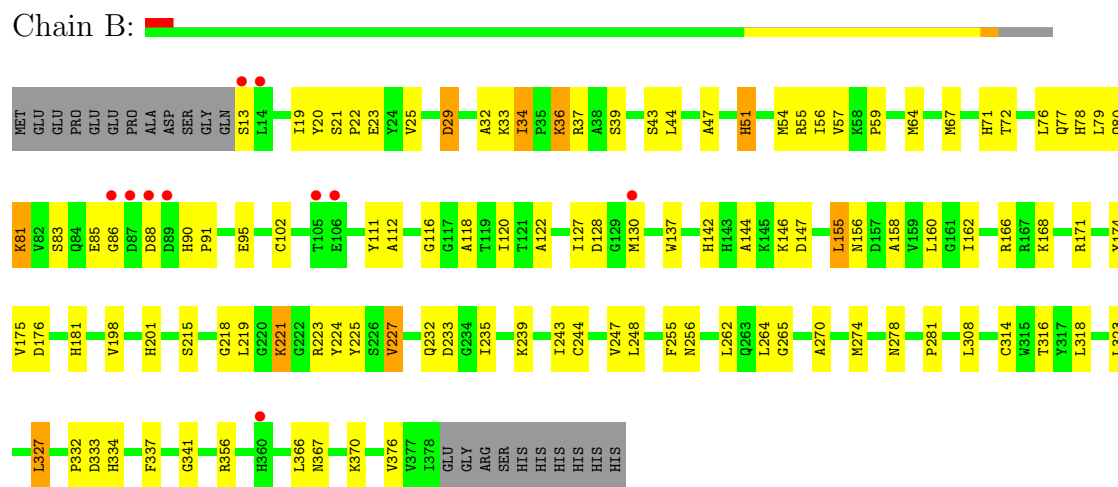 Chain B:
MET GLU GLU PRO GLU GLU PRO ALA ASP SER GLY GLN S13 L14 I19 Y20 S21 P22 E23 Y24 V25 D29 A32 K33 I34 P35 K36 R37 A38 S39 S43 L44 A47 H51 M54 R55 I56 V57 K58 P59 M64 M67 H71 T72 L76 Q77 H78 L79
K81 V82 S83 Q84 E85 G86 D87 D88 D89 H90 P91 E95 C102 T105 E106 Y111 A112 G116 G117 A118 T119 I120 T121 A122 I127 D128 G129 M130 W137 H142 H143 A144 K145 K146 D147 L155 N156 D157 A158 V159 L160 G161 I162 R166 R167 K168 R171
V175 D176 H181 V198 H201 S215 G218 L219 G220 K221 G222 R223 Y224 Y225 S226 V227 Q232 D233 G234 I235 K239 I243 C244 V247 L248 F255 N256 L262 Q263 L264 G265 A270 M274 N278 P281 L308 C314 W315 T316 Y317 L318
L327 P332 D333 H334 F337 G341 R356 H360 L366 N367 K370 V376 V377 I378 GLU GLY ARG SER HIS HIS HIS HIS HIS HIS